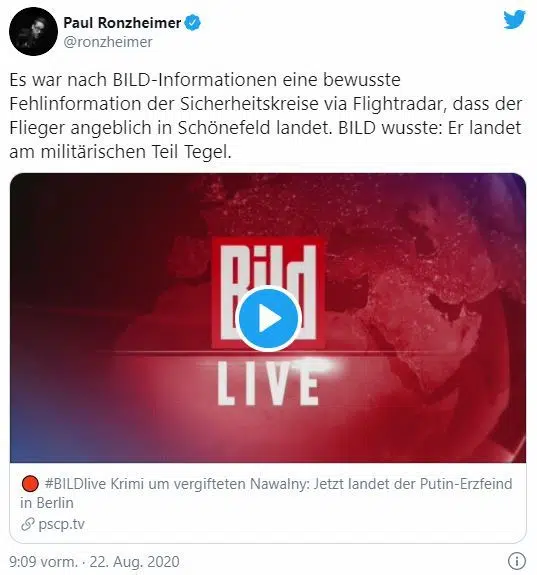 Paul Ronzheimer
@ronzheimer
Es war nach BILD-Informationen eine bewusste
Fehlinformation der Sicherheitskreise via Flightradar, dass der
Flieger angeblich in Schönefeld landet. BILD wusste: Er landet
am militärischen Teil Tegel.
Bild
LIVE
#BILDlive Krimi um vergifteten Nawalny: Jetzt landet der Putin-Erzfeind
in Berlin
pscp.tv
9:09 vorm. · 22. Aug. 2020